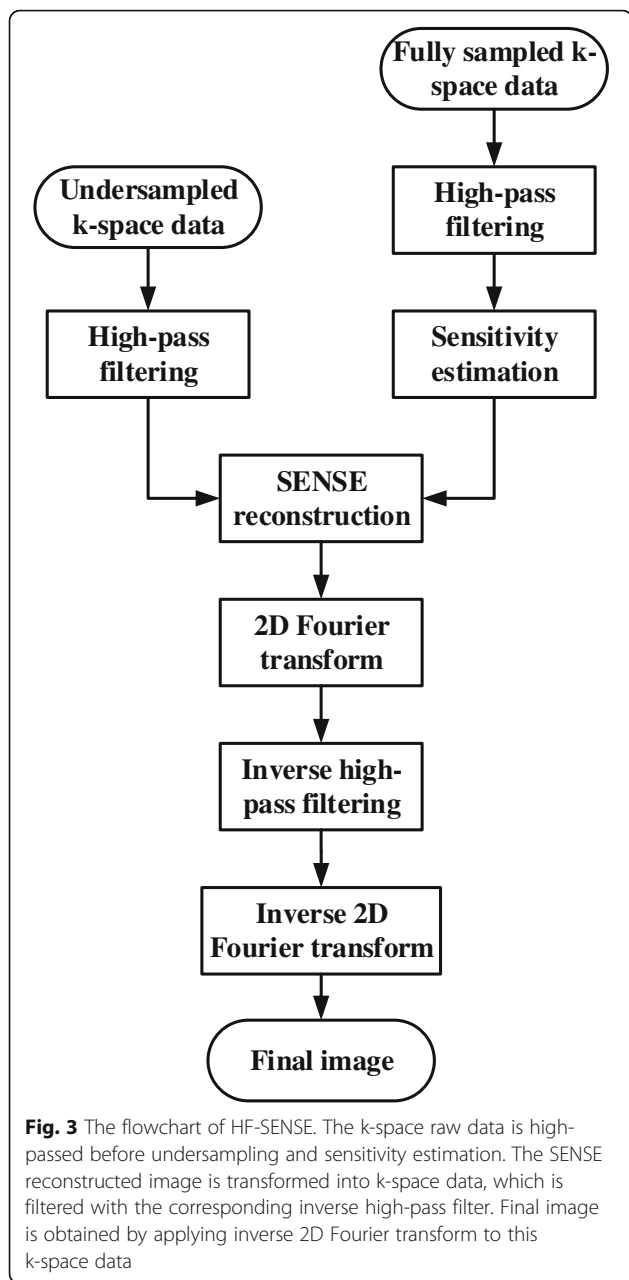 Fully sampled k-
space data
Undersampled
k-space data
High-pass
filtering
High-pass
filtering
Sensitivity
estimation
SENSE
reconstruction
2D Fourier
transform
Inverse high-
pass filtering
Inverse 2D
Fourier transform
Final image
Fig. 3 The flowchart of HF-SENSE. The k-space raw data is high-
passed before undersampling and sensitivity estimation. The SENSE
reconstructed image is transformed into k-space data, which is
filtered with the corresponding inverse high-pass filter. Final image
is obtained by applying inverse 2D Fourier transform to this
k-space data